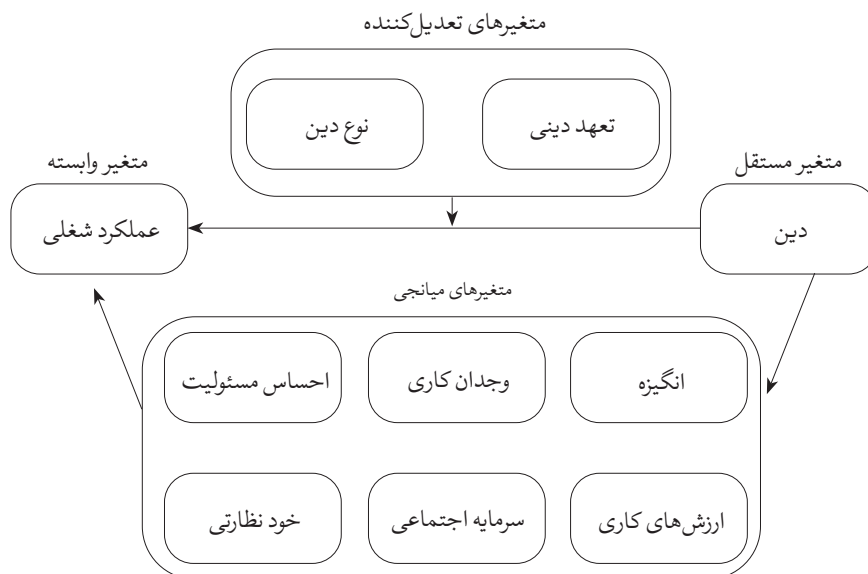 متغیرهای تعدیل‌کننده
تعهد دینی
نوع دین
متغیر مستقل
متغیر وابسته
دین
عملکرد شغلی
متغیرهای میانجی
انگیزه
وجدان کاری
احساس مسئولیت
ارزش‌های کاری
سرمایه اجتماعی
خود نظارتی